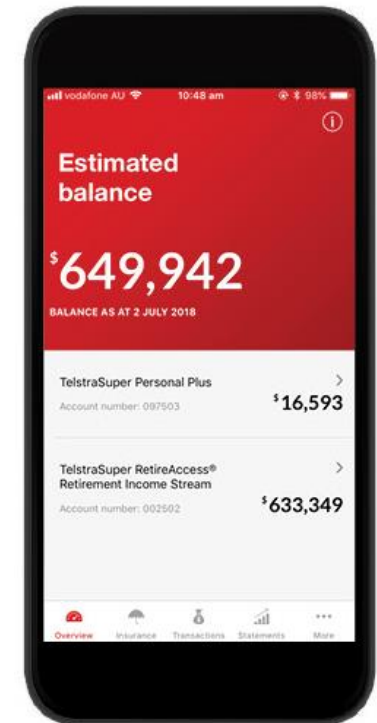 vodafone AU 10:48 am 98%
Estimated
balance
$649,942
BALANCE AS AT 2 JULY 2018
TelstraSuper Personal Plus
Account number: 097503
$16,593
TelstraSuper RetireAccess®
Retirement Income Stream
Account number: 002502
$633,349
Overview Insurance Transactions Statements More